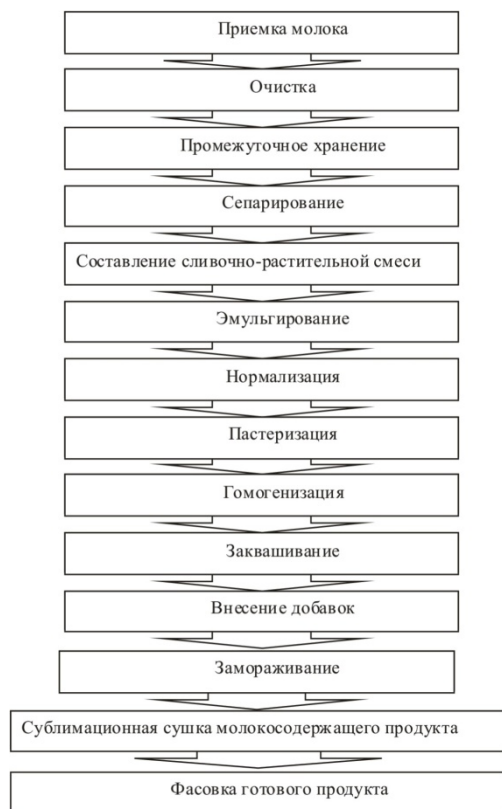 Приемка молока
Очистка
Промежуточное хранение
Сепарирование
Составление сливочно-растительной смеси
Эмульгирование
Нормализация
Пастеризация
Гомогенизация
Заквашивание
Внесение добавок
Замораживание
Сублимационная сушка молокосодержащего продукта
Фасовка готового продукта